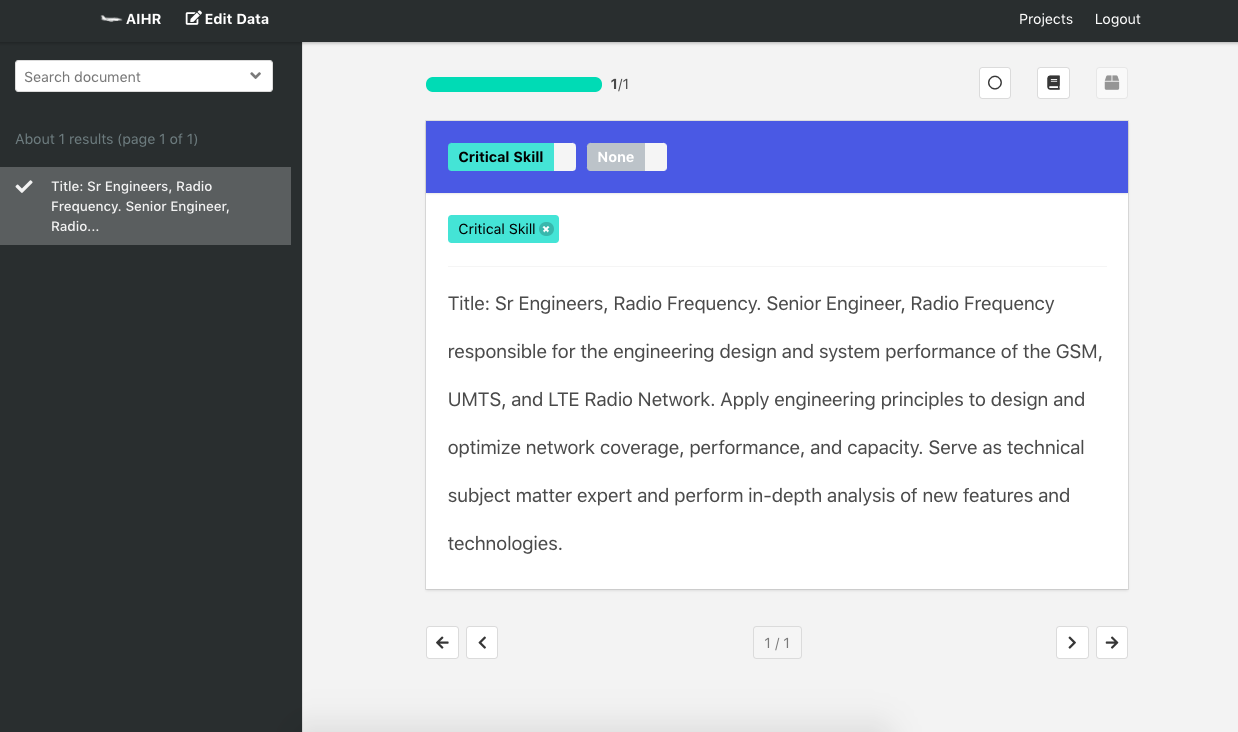 AIHR Edit Data Projects Logout
Search document
About 1 results (page 1 of 1)
Title: Sr Engineers, Radio
Frequency. Senior Engineer,
Radio...
1/1
Critical Skill None
Critical Skill
Title: Sr Engineers, Radio Frequency. Senior Engineer, Radio Frequency
responsible for the engineering design and system performance of the GSM,
UMTS, and LTE Radio Network. Apply engineering principles to design and
optimize network coverage, performance, and capacity. Serve as technical
subject matter expert and perform in-depth analysis of new features and
technologies.
1 / 1